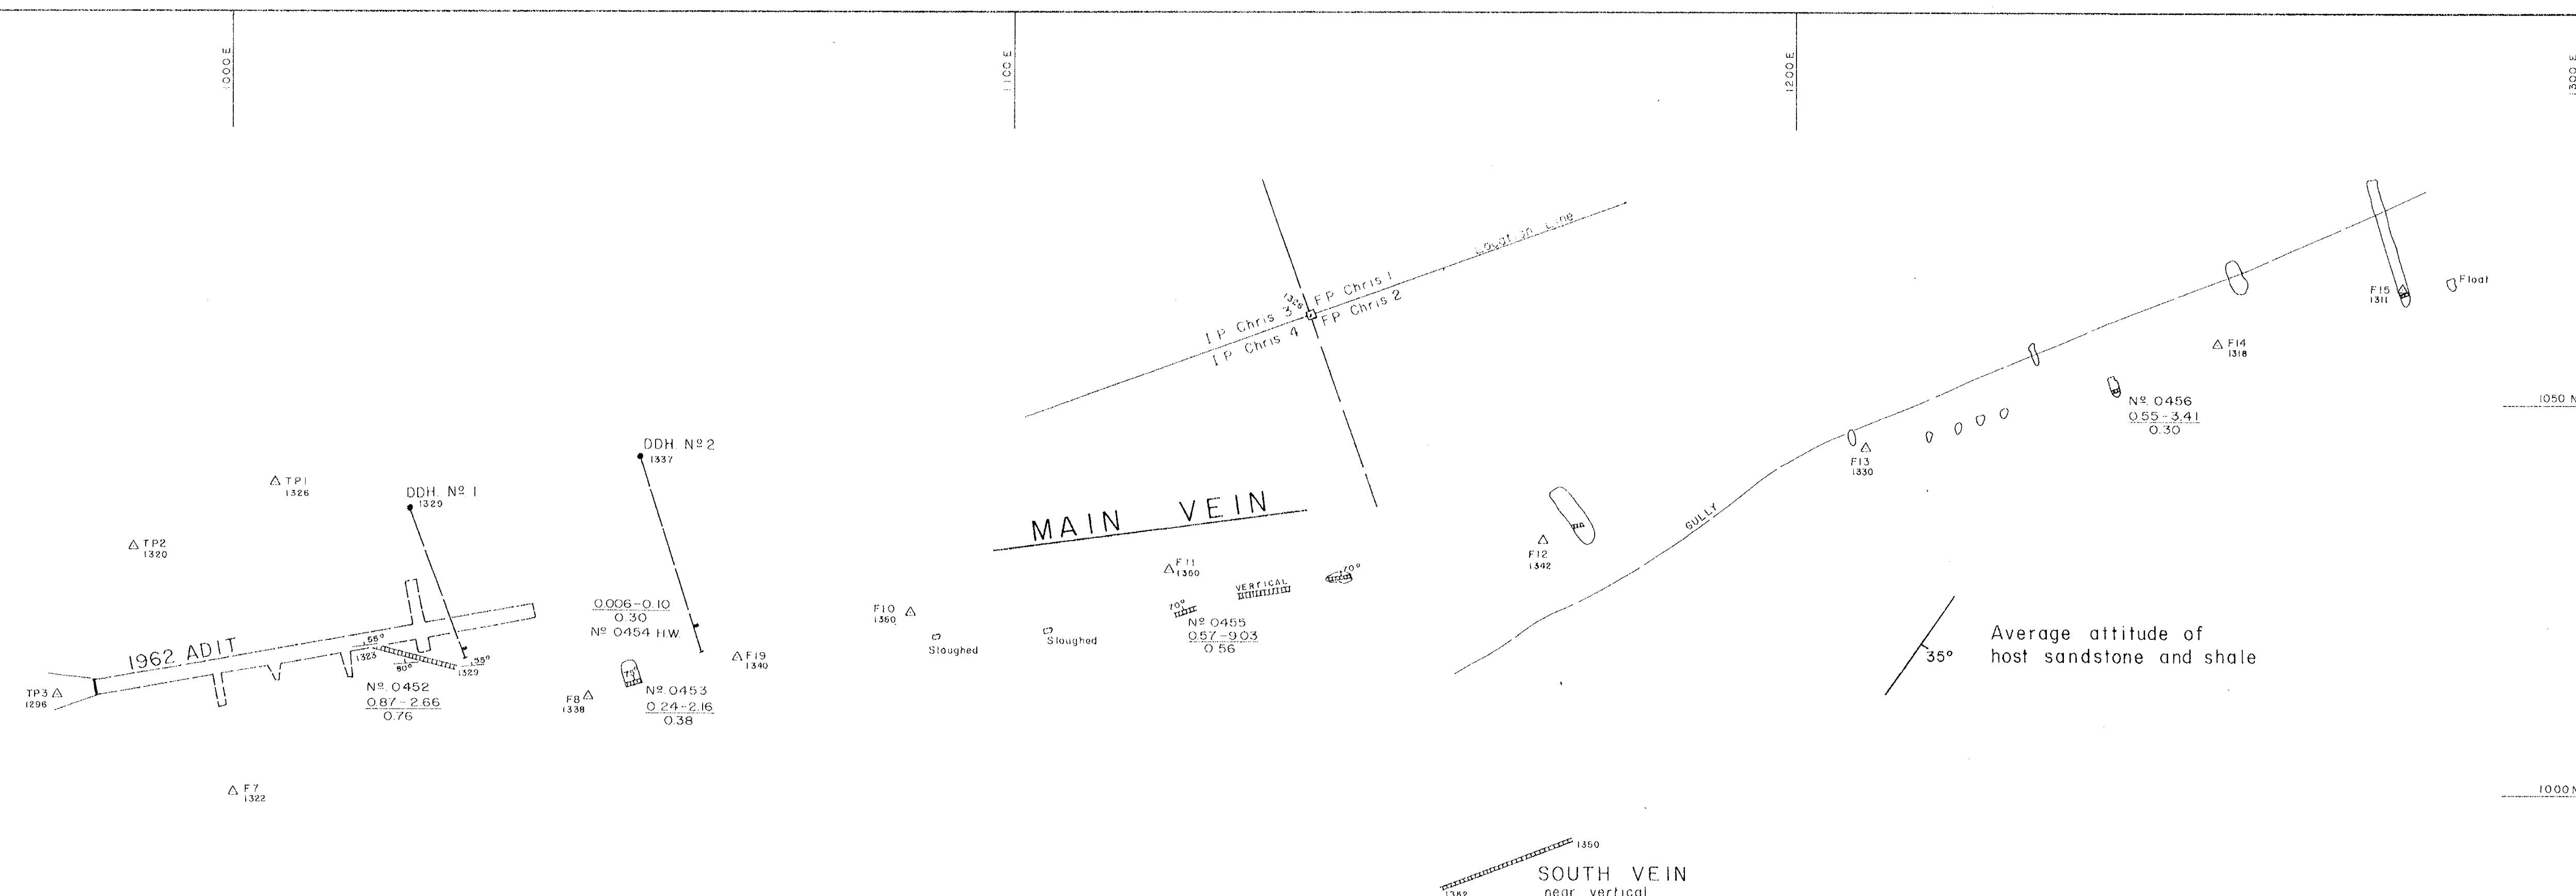 1000 E
1100 E
1200 E
1300 E
Location Line
FP Chris 1
FP Chris 2
1328
IP Chris 3
IP Chris 4
Float
F15
1311
F14
1318
1050 N
Nº. 0456
0.55-3.41
0.30
F13
1330
DDH. Nº 2
1337
DDH. Nº 1
1329
TP1
1326
TP2
1320
MAIN VEIN
GULLY
F12
1342
F11
1350
VERTICAL
70°
70°
Nº 0455
0.57-9.03
0.56
F10
1360
Sloughed
Sloughed
0.006-0.10
0.30
Nº 0454 H.W.
F19
1340
1962 ADIT
55°
1323
80°
55°
1329
Nº. 0452
0.87-2.66
0.76
75°
Nº. 0453
0.24-2.16
0.38
F8
1338
TP3
1296
F7
1322
35°
Average attitude of
host sandstone and shale
1000 N
1350
SOUTH VEIN
near vertical
1352